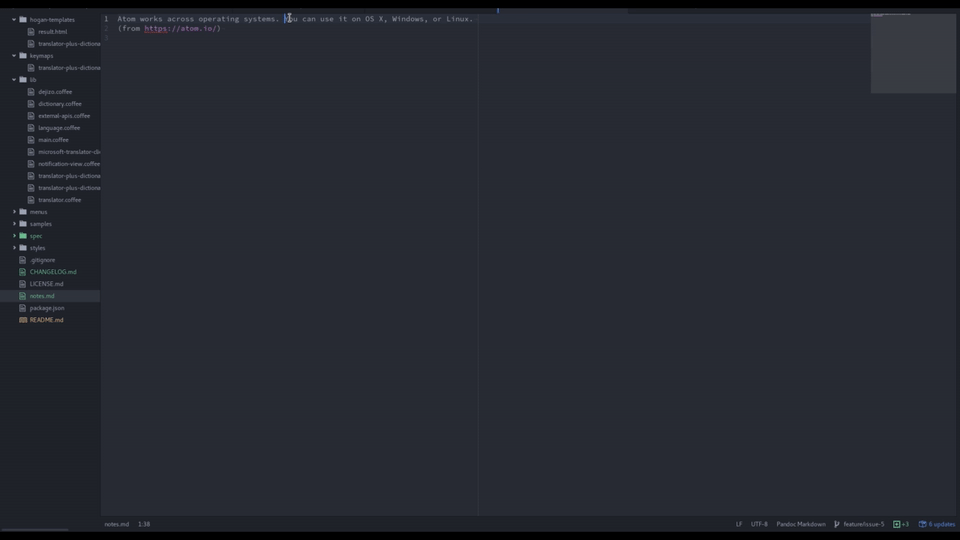 hogan-templates
result.html
translator-plus-dictiona
keymaps
translator-plus-dictiona
lib
dejizo.coffee
dictionary.coffee
external-apis.coffee
language.coffee
main.coffee
microsoft-translator-cli
notification-view.coffee
translator-plus-dictiona
translator-plus-dictiona
translator.coffee
menus
samples
spec
styles
.gitignore
CHANGELOG.md
LICENSE.md
notes.md
package.json
README.md
1 Atom works across operating systems. You can use it on OS X, Windows, or Linux.
2 (from https://atom.io/)
3
notes.md 1:38 LF UTF-8 Pandoc Markdown feature/issue-5 +3 6 updates